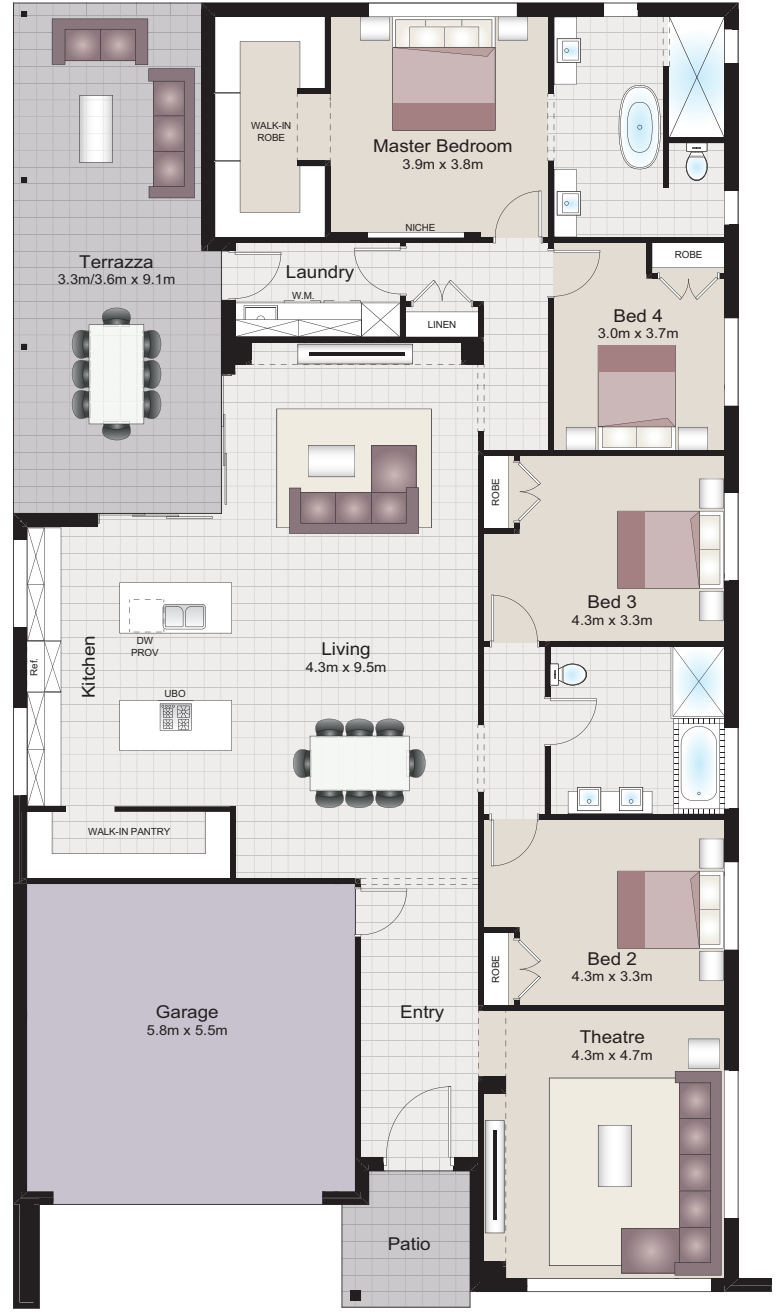 WALK-IN
ROBE
Master Bedroom
3.9m x 3.8m
NICHE
Terrazza
3.3m/3.6m x 9.1m
Laundry
W.M.
LINEN
ROBE
Bed 4
3.0m x 3.7m
ROBE
Bed 3
4.3m x 3.3m
DW
PROV
Kitchen
Ref.
UBO
Living
4.3m x 9.5m
WALK-IN PANTRY
ROBE
Bed 2
4.3m x 3.3m
Garage
5.8m x 5.5m
Entry
Theatre
4.3m x 4.7m
Patio